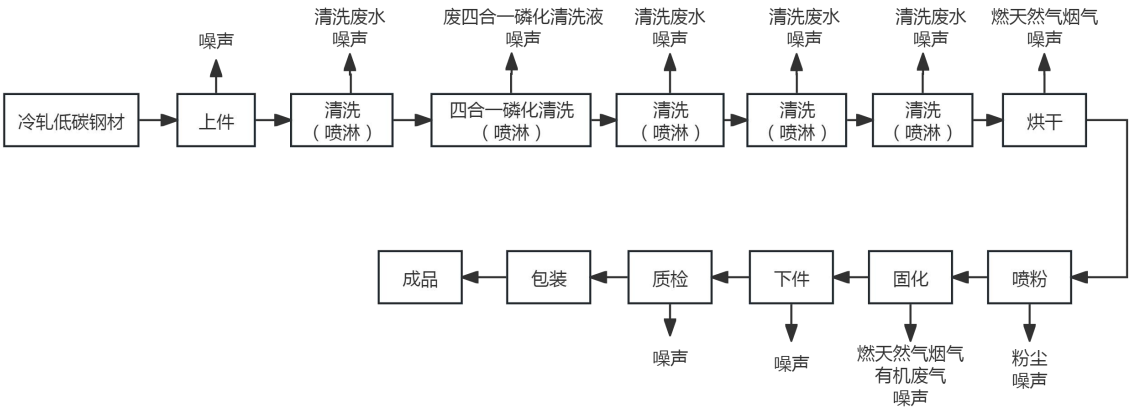 清洗废水
废四合一磷化清洗液
清洗废水
清洗废水
清洗废水
燃天然气烟气
噪声
噪声
噪声
噪声
噪声
噪声
噪声
冷轧低碳钢材
上件
清洗
（喷淋）
四合一磷化清洗
（喷淋）
清洗
（喷淋）
清洗
（喷淋）
清洗
（喷淋）
烘干
成品
包装
质检
下件
固化
喷粉
噪声
噪声
燃天然气烟气
有机废气
噪声
粉尘
噪声